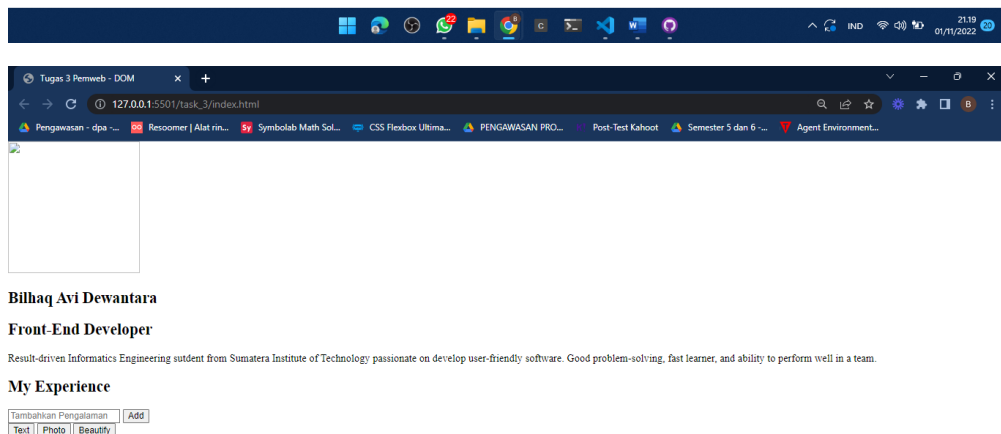 22
8
C
IND
21.19
01/11/2022
20
Tugas 3 Pemweb - DOM
127.0.0.1:5501/task_3/index.html
B
Pengawasan - dpa -...
Resoomer | Alat rin...
Sy
Symbolab Math Sol...
CSS Flexbox Ultima...
PENGAWASAN PRO...
Post-Test Kahoot
Semester 5 dan 6 -...
Agent Environment...
Bilhaq Avi Dewantara
Front-End Developer
Result-driven Informatics Engineering sutdent from Sumatera Institute of Technology passionate on develop user-friendly software. Good problem-solving, fast learner, and ability to perform well in a team.
My Experience
Tambahkan Pengalaman Add
Text Photo Beautify